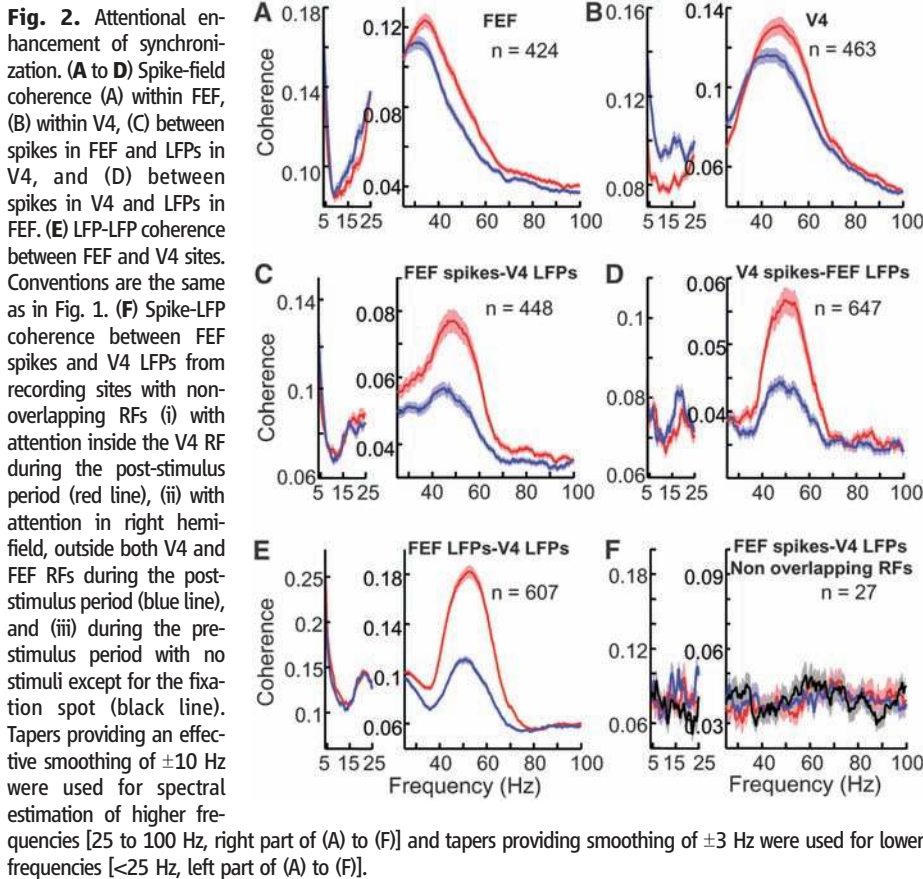 Fig. 2. Attentional en-
hancement of synchroni-
zation. (A to D) Spike-field
coherence (A) within FEF,
(B) within V4, (C) between
spikes in FEF and LFPs in
V4, and (D) between
spikes in V4 and LFPs in
FEF. (E) LFP-LFP coherence
between FEF and V4 sites.
Conventions are the same
as in Fig. 1. (F) Spike-LFP
coherence between FEF
spikes and V4 LFPs from
recording sites with non-
overlapping RFs (i) with
attention inside the V4 RF
during the post-stimulus
period (red line), (ii) with
attention in right hemi-
field, outside both V4 and
FEF RFs during the post-
stimulus period (blue line),
and (iii) during the pre-
stimulus period with no
stimuli except for the fixa-
tion spot (black line).
Tapers providing an effec-
tive smoothing of ±10 Hz
were used for spectral
estimation of higher fre-
quencies [25 to 100 Hz, right part of (A) to (F)] and tapers providing smoothing of ±3 Hz were used for lower
frequencies [<25 Hz, left part of (A) to (F)].
A
FEF
n = 424
Coherence
0.18
0.14
0.10
0.12
0.08
0.04
5 15 25
40 60 80 100
B
V4
n = 463
0.16
0.12
0.08
0.14
0.1
0.06
5 15 25
40 60 80 100
C
FEF spikes-V4 LFPs
n = 448
Coherence
0.14
0.1
0.06
0.08
0.06
0.04
5 15 25
40 60 80 100
D
V4 spikes-FEF LFPs
n = 647
0.1
0.08
0.06
0.06
0.05
0.04
5 15 25
40 60 80 100
E
FEF LFPs-V4 LFPs
n = 607
Coherence
0.25
0.2
0.15
0.1
0.18
0.14
0.1
0.06
5 15 25
40 60 80 100
Frequency (Hz)
F
FEF spikes-V4 LFPs
Non overlapping RFs
n = 27
0.18
0.12
0.06
0.09
0.06
0.03
5 15 25
40 60 80 100
Frequency (Hz)